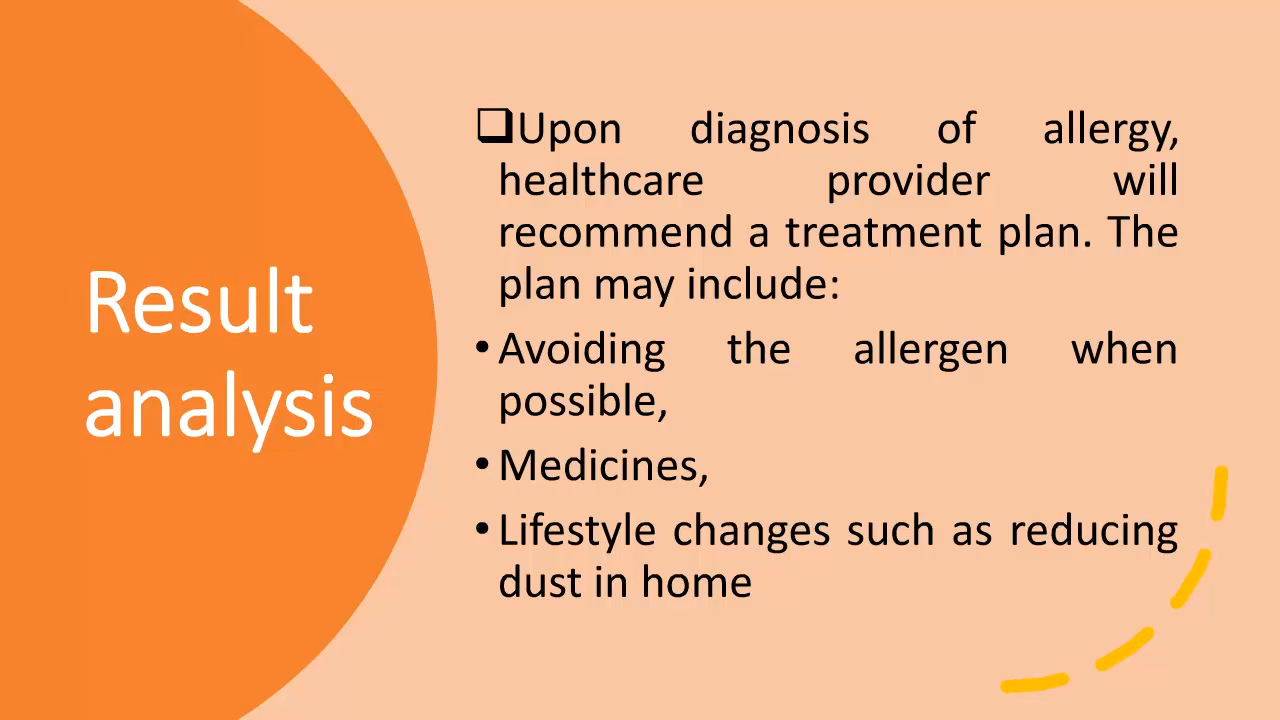 Result
analysis
❑Upon diagnosis of allergy,
healthcare provider will
recommend a treatment plan. The
plan may include:
• Avoiding the allergen when
possible,
• Medicines,
• Lifestyle changes such as reducing
dust in home